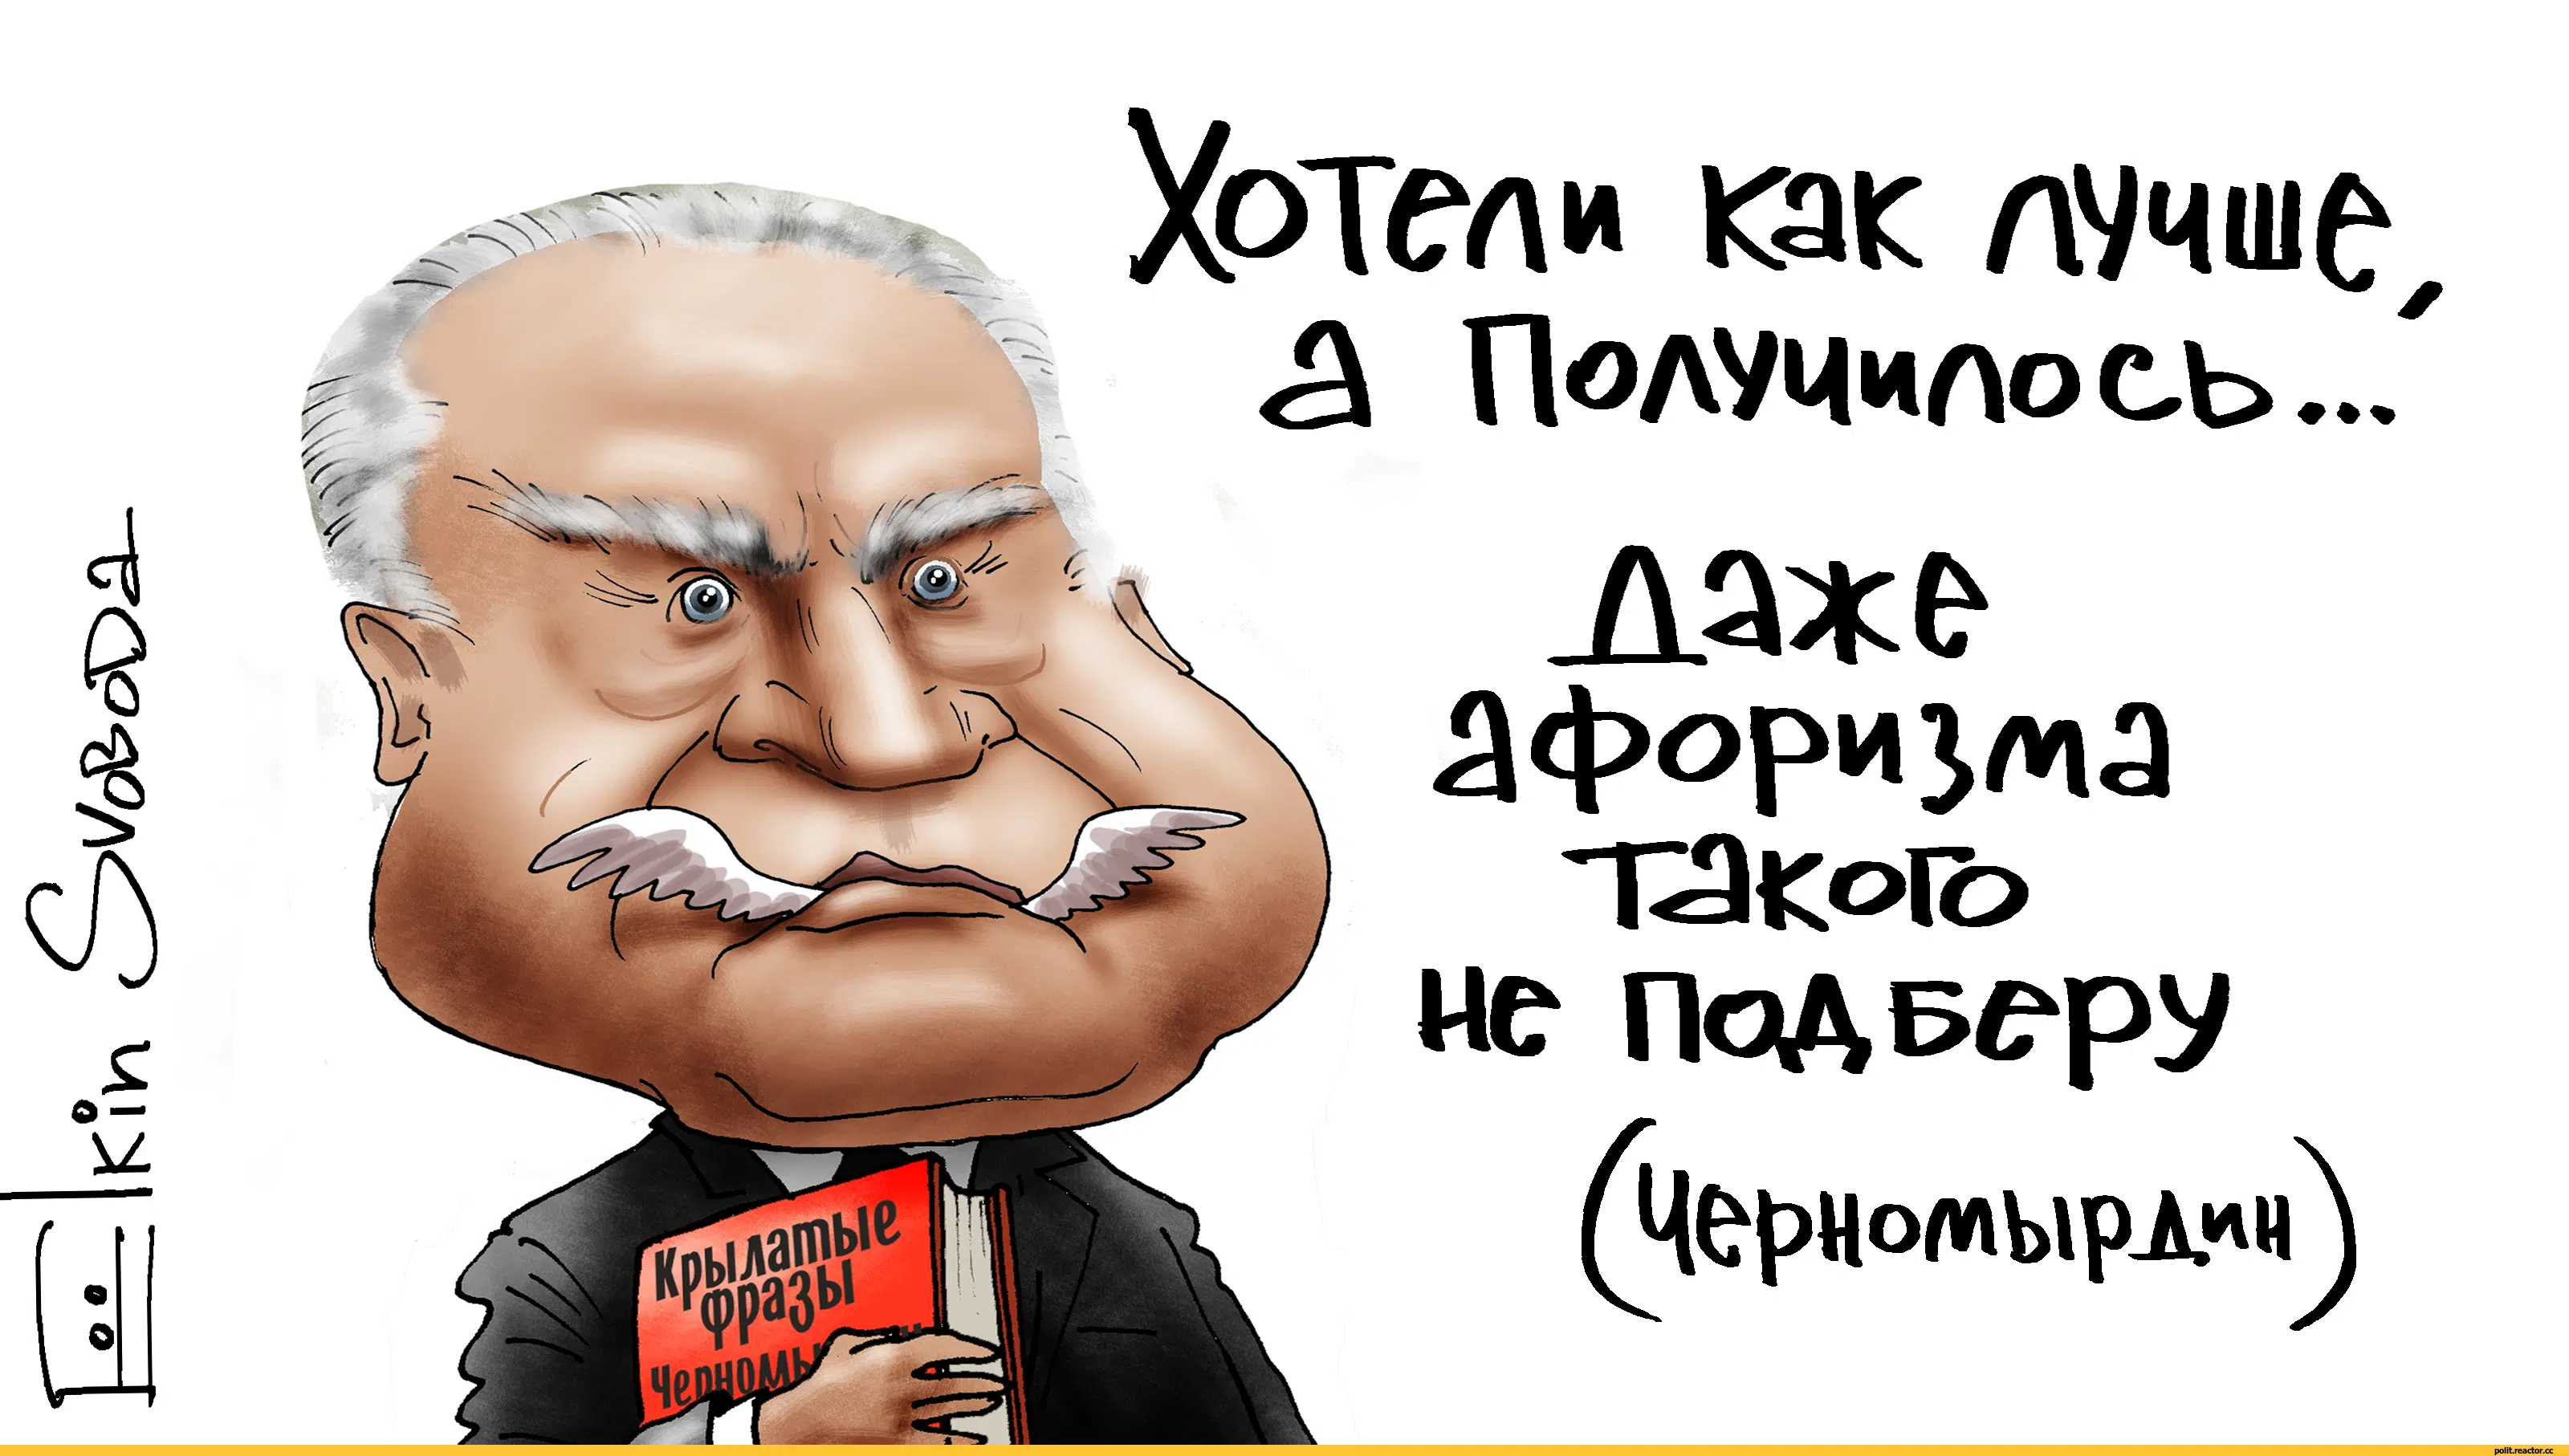 Хотели как лучше,
а получилось...
Даже
афоризма
такого
не подберу
(Черномырдин)
Крылатые
фразы
Elkin Svoboda
polit.reactor.cc